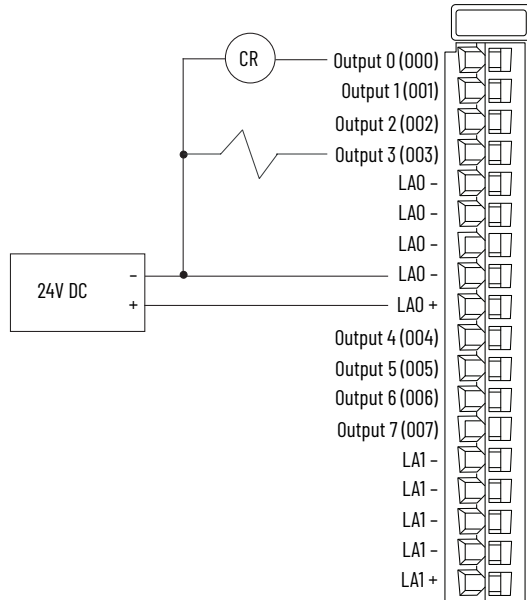 CR
Output 0 (000)
Output 1 (001)
Output 2 (002)
Output 3 (003)
LA0 –
LA0 –
LA0 –
24V DC
–
LA0 –
+
LA0 +
Output 4 (004)
Output 5 (005)
Output 6 (006)
Output 7 (007)
LA1 –
LA1 –
LA1 –
LA1 –
LA1 +